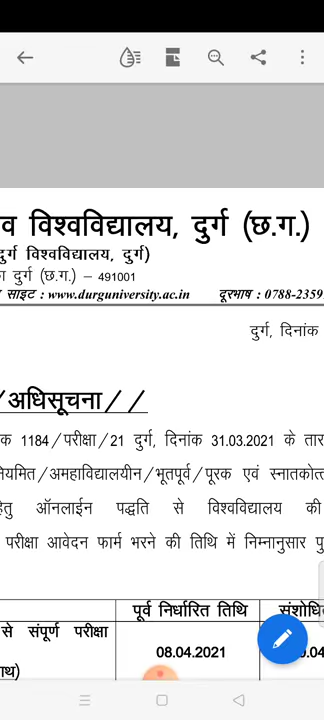 व विश्वविद्यालय, दुर्ग (छ.ग.)
दुर्ग विश्वविद्यालय, दुर्ग)
दुर्ग (छ.ग.) – 491001
साइट : www.durguniversity.ac.in दूरभाष : 0788-2359
दुर्ग, दिनांक
/अधिसूचना//
क 1184/परीक्षा/21 दुर्ग, दिनांक 31.03.2021 के तार
नियमित/अमहाविद्यालयीन/भूतपूर्व/पूरक एवं स्नातकोत्त
हेतु ऑनलाईन पद्धति से विश्वविद्यालय की
परीक्षा आवेदन फार्म भरने की तिथि में निम्नानुसार पु
पूर्व निर्धारित तिथि संशोधि
से संपूर्ण परीक्षा
08.04.2021